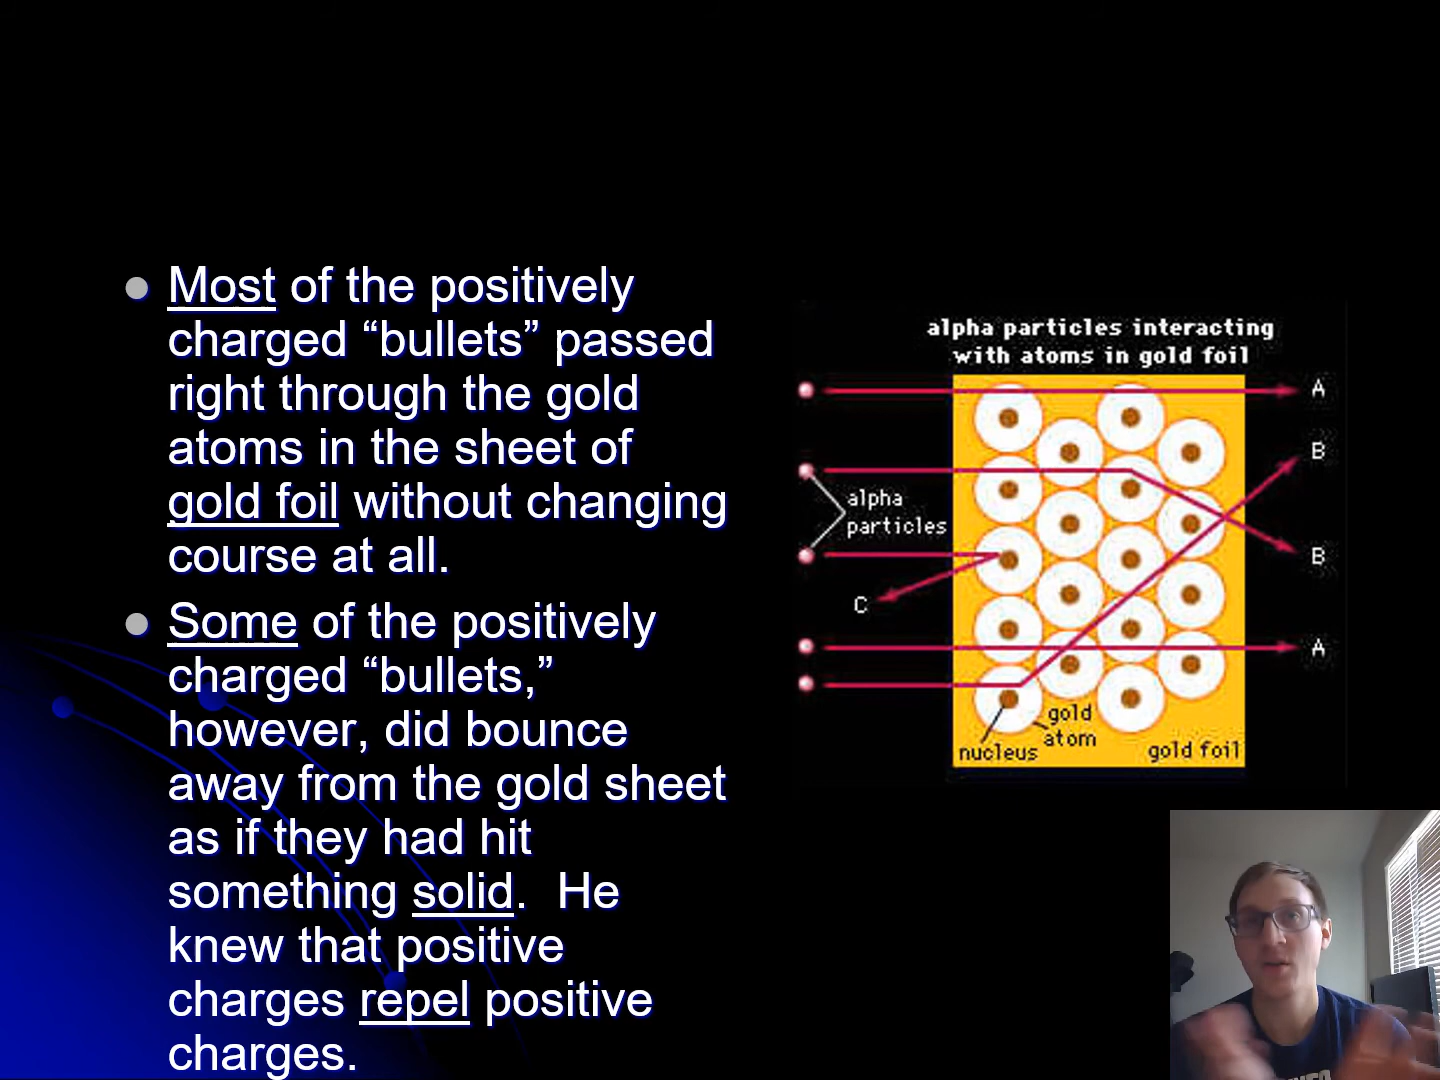 Most of the positively
charged “bullets” passed
right through the gold
atoms in the sheet of
gold foil without changing
course at all.
Some of the positively
charged “bullets,”
however, did bounce
away from the gold sheet
as if they had hit
something solid.  He
knew that positive
charges repel positive
charges.
alpha particles interacting
with atoms in gold foil
A
B
alpha
particles
B
C
A
gold
atom
nucleus
gold foil